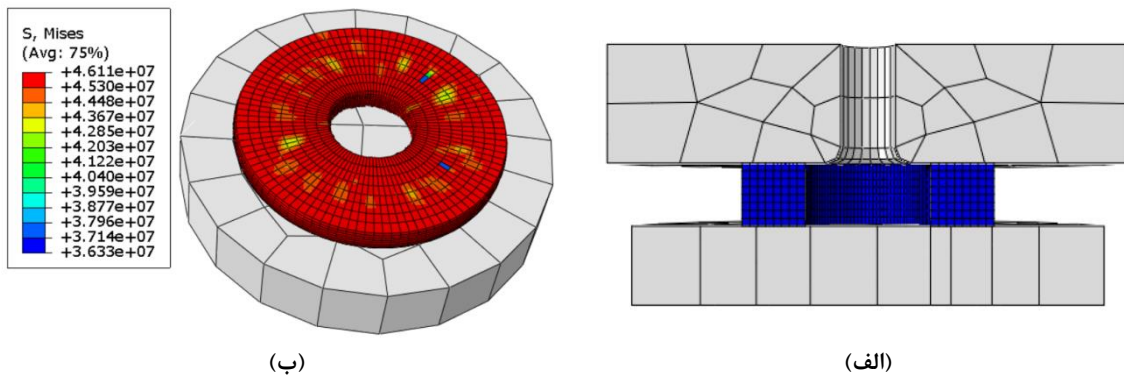 S, Mises
(Avg: 75%)
+4.611e+07
+4.530e+07
+4.448e+07
+4.367e+07
+4.285e+07
+4.203e+07
+4.122e+07
+4.040e+07
+3.959e+07
+3.877e+07
+3.796e+07
+3.714e+07
+3.633e+07
(الف)
(ب)